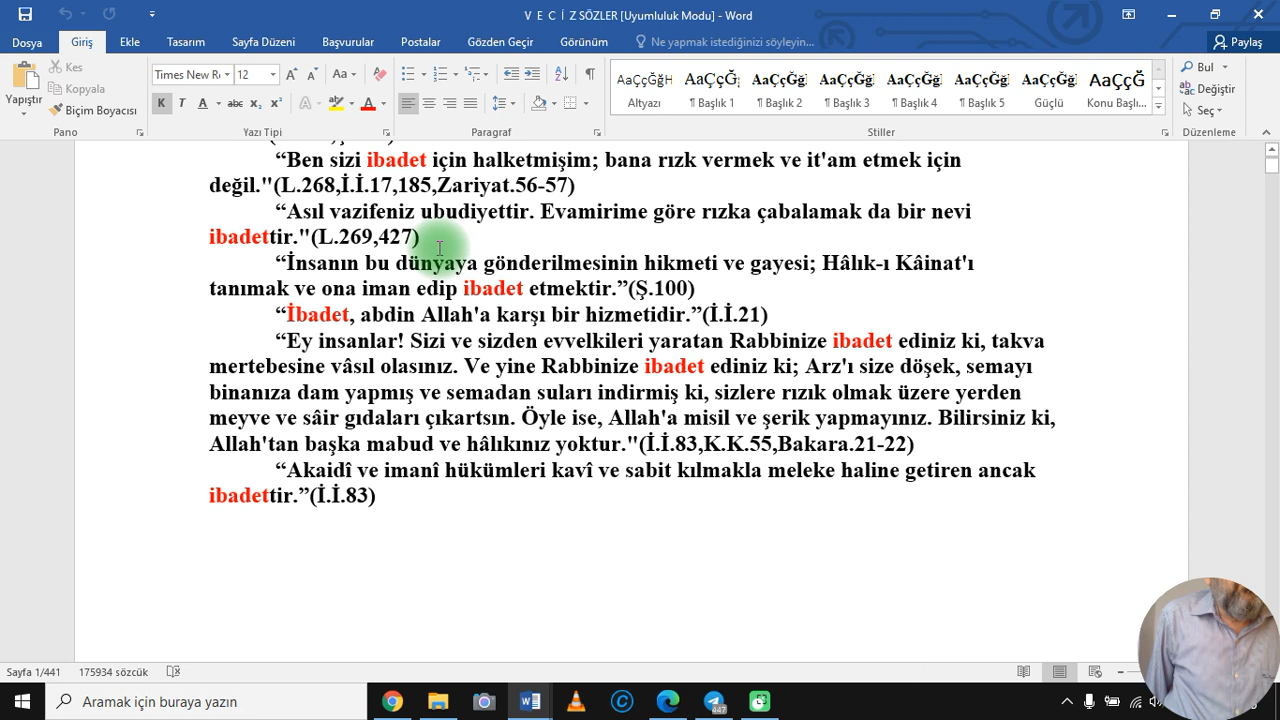 V E C İ Z SÖZLER [Uyumluluk Modu] - Word
Dosya Giriş Ekle Tasarım Sayfa Düzeni Başvurular Postalar Gözden Geçir Görünüm Ne yapmak istediğinizi söyleyin... Paylaş
Yapıştır
Kes
Kopyala
Biçim Boyacısı
Times New Ro 12
AaÇçĞğH AaÇçĞğ AaÇçĞğ AaÇçĞğ AaÇçĞğ AaÇçĞğ AaÇçĞğ AaÇçĞ
Altyazı ¶ Başlık 1 ¶ Başlık 2 ¶ Başlık 3 ¶ Başlık 4 ¶ Başlık 5 Güçlü Konu Başlı...
Bul
Değiştir
Seç
Pano Yazı Tipi Paragraf Stiller Düzenleme
“Ben sizi ibadet için halketmişim; bana rızk vermek ve it'am etmek için
değil."(L.268,İ.İ.17,185,Zariyat.56-57)
“Asıl vazifeniz ubudiyettir. Evamirime göre rızka çabalamak da bir nevi
ibadettir."(L.269,427)
“İnsanın bu dünyaya gönderilmesinin hikmeti ve gayesi; Hâlık-ı Kâinat'ı
tanımak ve ona iman edip ibadet etmektir.”(Ş.100)
“İbadet, abdin Allah'a karşı bir hizmetidir.”(İ.İ.21)
“Ey insanlar! Sizi ve sizden evvelkileri yaratan Rabbinize ibadet ediniz ki, takva
mertebesine vâsıl olasınız. Ve yine Rabbinize ibadet ediniz ki; Arz'ı size döşek, semayı
binanıza dam yapmış ve semadan suları indirmiş ki, sizlere rızık olmak üzere yerden
meyve ve sâir gıdaları çıkartsın. Öyle ise, Allah'a misil ve şerik yapmayınız. Bilirsiniz ki,
Allah'tan başka mabud ve hâlıkınız yoktur."(İ.İ.83,K.K.55,Bakara.21-22)
“Akaidî ve imanî hükümleri kavî ve sabit kılmakla meleke haline getiren ancak
ibadettir.”(İ.İ.83)
Sayfa 1/441 175934 sözcük
Aramak için buraya yazın
447